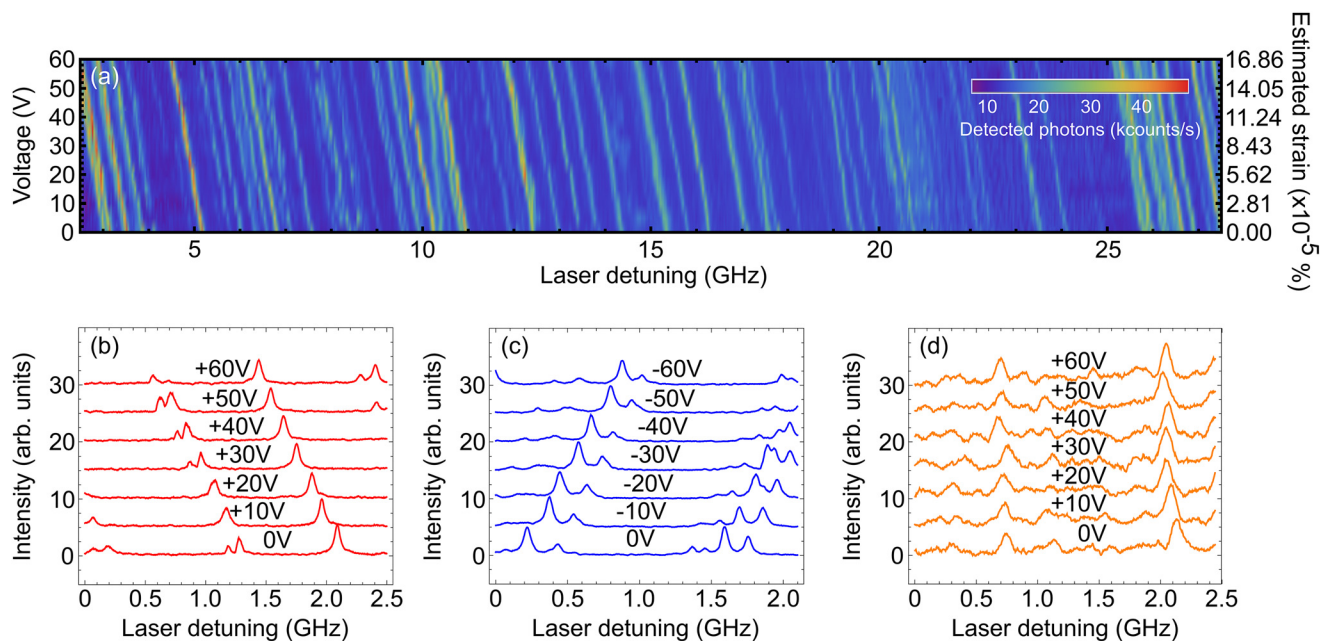 (a)
Voltage (V)
60
50
40
30
20
10
0
5
10
15
20
25
Laser detuning (GHz)
10 20 30 40
Detected photons (kcounts/s)
16.86
14.05
11.24
8.43
5.62
2.81
0.00
Estimated strain (x10-5 %)
(b)
Intensity (arb. units)
30
20
10
0
+60V
+50V
+40V
+30V
+20V
+10V
0V
0 0.5 1.0 1.5 2.0 2.5
Laser detuning (GHz)
(c)
Intensity (arb. units)
30
20
10
0
-60V
-50V
-40V
-30V
-20V
-10V
0V
0 0.5 1.0 1.5 2.0
Laser detuning (GHz)
(d)
Intensity (arb. units)
30
20
10
0
+60V
+50V
+40V
+30V
+20V
+10V
0V
0 0.5 1.0 1.5 2.0 2.5
Laser detuning (GHz)